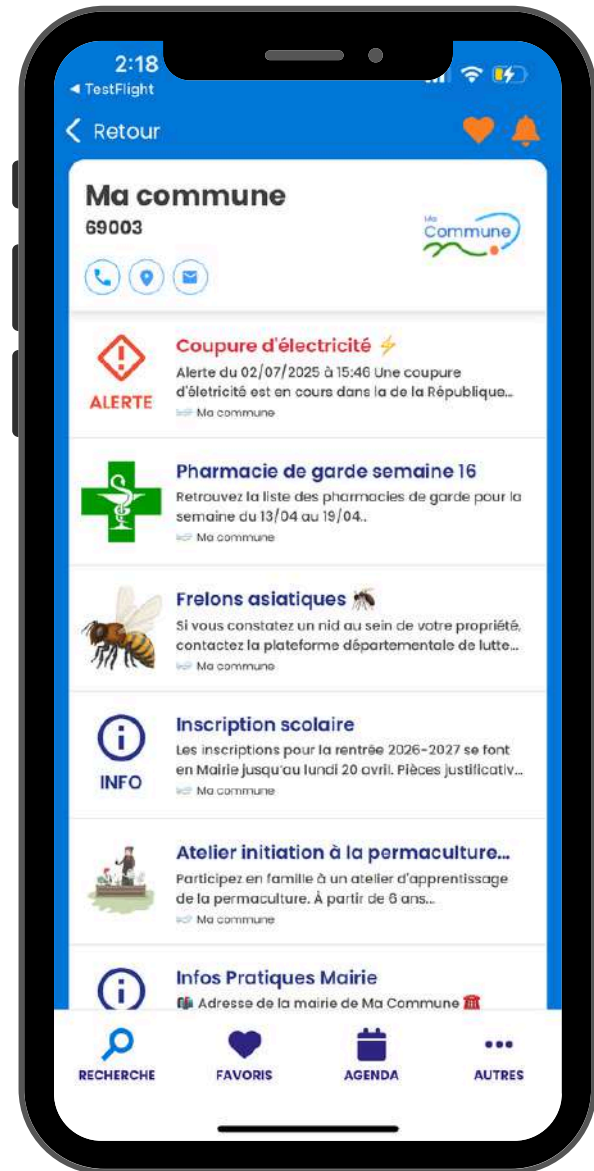 2:18
◀ TestFlight
Retour
Ma commune
69003
Ma
Commune
ALERTE
Coupure d'électricité ⚡
Alerte du 02/07/2025 à 15:46 Une coupure
d'életricité est en cours dans la de la République...
Ma commune
Pharmacie de garde semaine 16
Retrouvez la liste des pharmacies de garde pour la
semaine du 13/04 au 19/04..
Ma commune
Frelons asiatiques 🦟
Si vous constatez un nid au sein de votre propriété,
contactez la plateforme départementale de lutte...
Ma commune
INFO
Inscription scolaire
Les inscriptions pour la rentrée 2026-2027 se font
en Mairie jusqu'au lundi 20 avril. Pièces justificativ...
Ma commune
Atelier initiation à la permaculture...
Participez en famille à un atelier d'apprentissage
de la permaculture. À partir de 6 ans...
Ma commune
Infos Pratiques Mairie
Adresse de la mairie de Ma Commune
RECHERCHE
FAVORIS
AGENDA
AUTRES